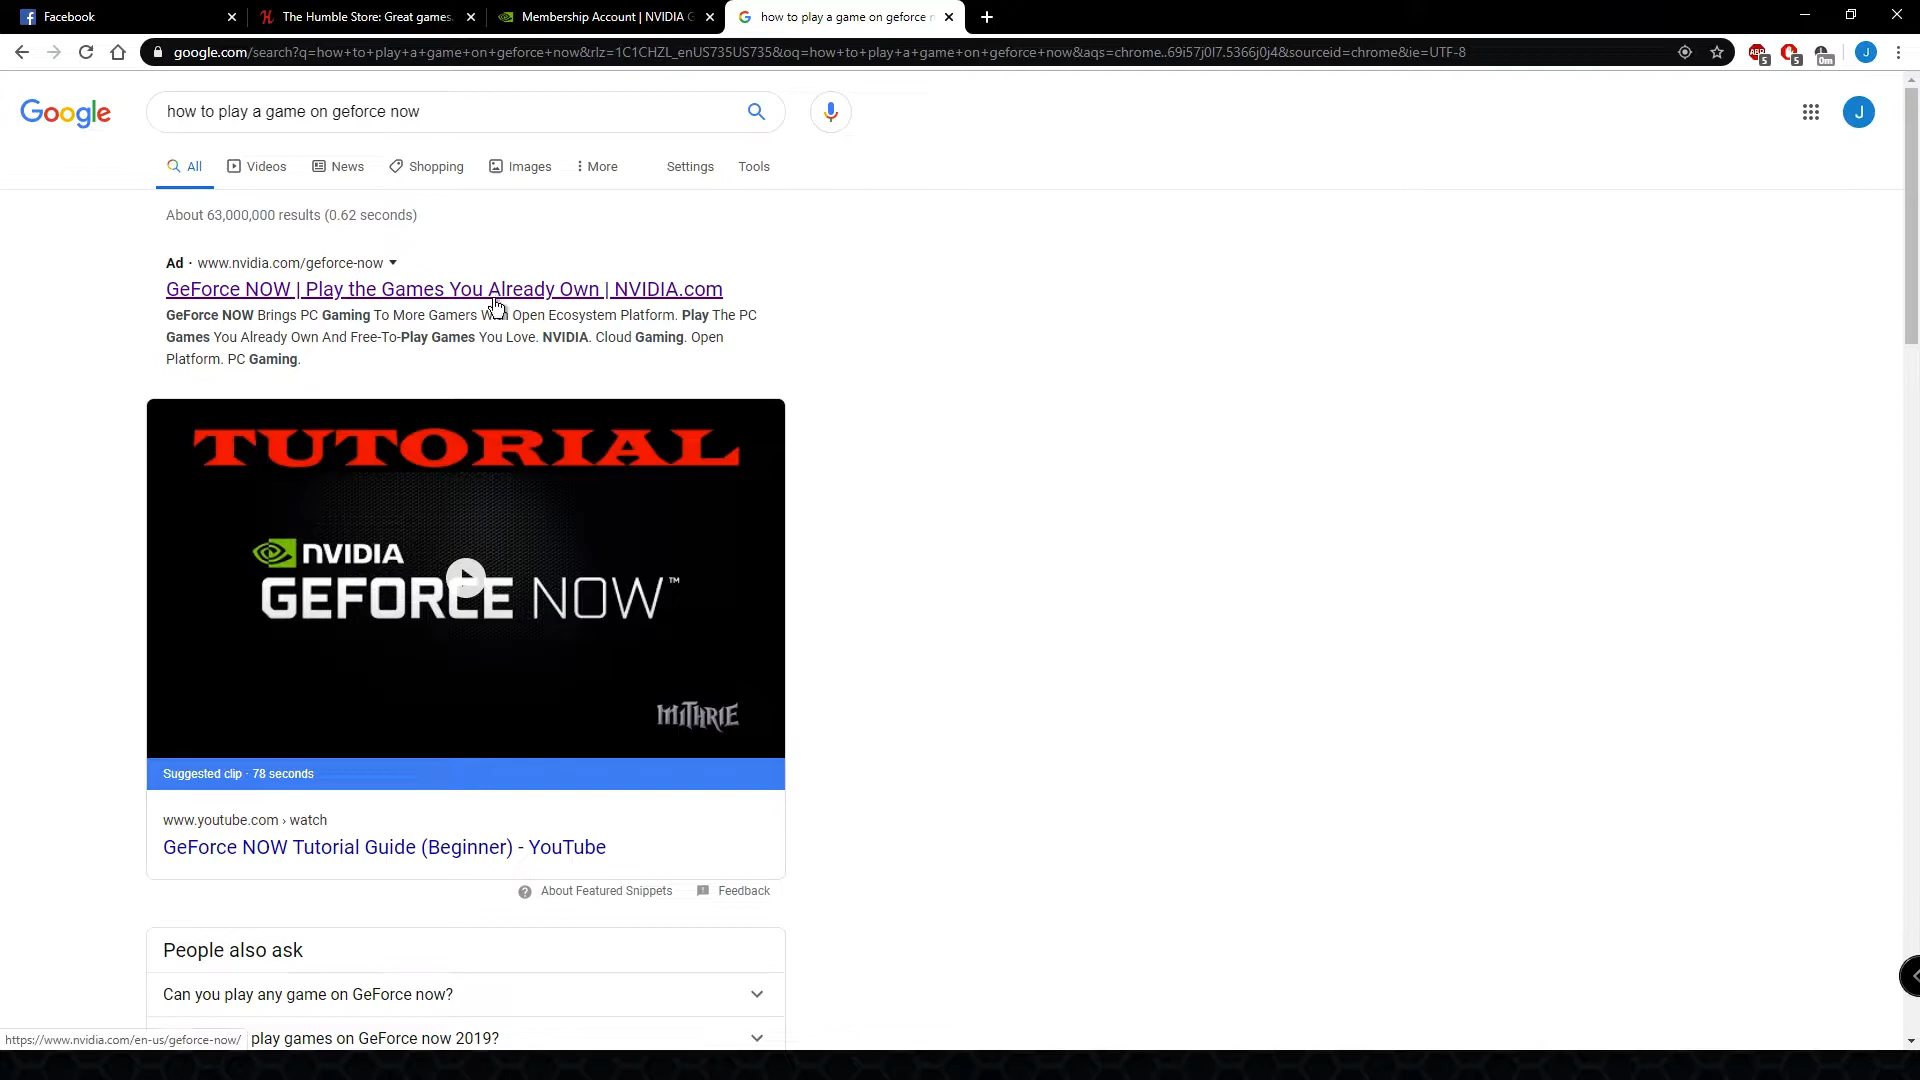 Facebook
The Humble Store: Great games.
Membership Account | NVIDIA G
how to play a game on geforce n
google.com/search?q=how+to+play+a+game+on+geforce+now&rlz=1C1CHZL_enUS735US735&oq=how+to+play+a+game+on+geforce+now&aqs=chrome..69i57j0l7.5366j0j4&sourceid=chrome&ie=UTF-8
ABP 5 5 0m J
Google
how to play a game on geforce now
J
All Videos News Shopping Images More Settings Tools
About 63,000,000 results (0.62 seconds)
Ad · www.nvidia.com/geforce-now
GeForce NOW | Play the Games You Already Own | NVIDIA.com
GeForce NOW Brings PC Gaming To More Gamers With Open Ecosystem Platform. Play The PC
Games You Already Own And Free-To-Play Games You Love. NVIDIA. Cloud Gaming. Open
Platform. PC Gaming.
TUTORIAL
NVIDIA
GEFORCE NOW™
MITHRIE
Suggested clip · 78 seconds
www.youtube.com › watch
GeForce NOW Tutorial Guide (Beginner) - YouTube
About Featured Snippets Feedback
People also ask
Can you play any game on GeForce now?
play games on GeForce now 2019?
https://www.nvidia.com/en-us/geforce-now/